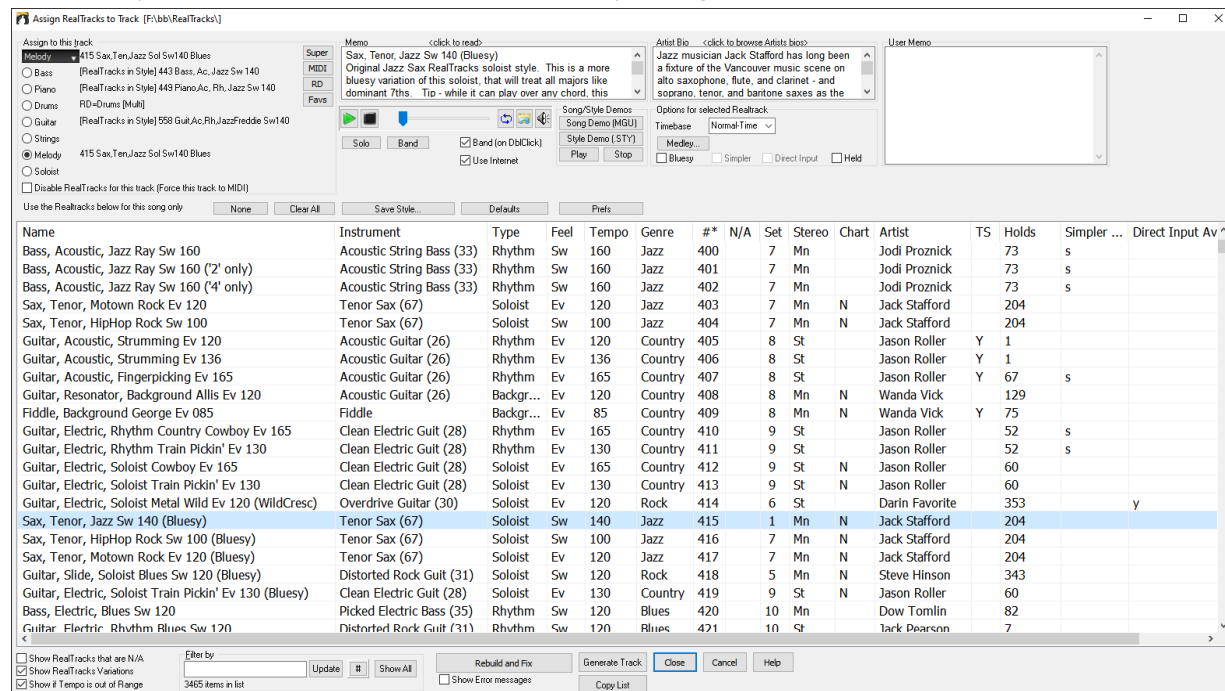 Assign RealTracks to Track [F:\bb\RealTracks\]
Assign to this track
Melody 415 Sax,Ten,Jazz Sol Sw140 Blues
Bass [RealTracks in Style] 443 Bass, Ac, Jazz Sw 140
Piano [RealTracks in Style] 449 Piano,Ac, Rh, Jazz Sw 140
Drums RD=Drums [Multi]
Guitar [RealTracks in Style] 558 Guit,Ac,Rh,JazzFreddie Sw140
Strings
Melody 415 Sax,Ten,Jazz Sol Sw140 Blues
Soloist
Disable RealTracks for this track (Force this track to MIDI)
Super
MIDI
RD
Favs
Memo <click to read>
Sax, Tenor, Jazz Sw 140 (Bluesy)
Original Jazz Sax RealTracks soloist style. This is a more
bluesy variation of this soloist, that will treat all majors like
dominant 7ths. Tip - while it can play over any chord, this
Solo Band
Band (on DblClick)
Use Internet
Song/Style Demos
Song Demo (MGU)
Style Demo (.STY)
Play Stop
Artist Bio <click to browse Artists bios>
Jazz musician Jack Stafford has long been
a fixture of the Vancouver music scene on
alto saxophone, flute, and clarinet - and
soprano, tenor, and baritone saxes as the
Options for selected Realtrack
Timebase Normal-Time
Medley...
Bluesy Simpler Direct Input Held
User Memo
Use the Realtracks below for this song only None Clear All Save Style... Defaults Prefs
Name Instrument Type Feel Tempo Genre #* N/A Set Stereo Chart Artist TS Holds Simpler ... Direct Input Av
Bass, Acoustic, Jazz Ray Sw 160 Acoustic String Bass (33) Rhythm Sw 160 Jazz 400 7 Mn Jodi Proznick 73 s
Bass, Acoustic, Jazz Ray Sw 160 ('2' only) Acoustic String Bass (33) Rhythm Sw 160 Jazz 401 7 Mn Jodi Proznick 73 s
Bass, Acoustic, Jazz Ray Sw 160 ('4' only) Acoustic String Bass (33) Rhythm Sw 160 Jazz 402 7 Mn Jodi Proznick 73 s
Sax, Tenor, Motown Rock Ev 120 Tenor Sax (67) Soloist Ev 120 Jazz 403 7 Mn N Jack Stafford 204
Sax, Tenor, HipHop Rock Sw 100 Tenor Sax (67) Soloist Sw 100 Jazz 404 7 Mn N Jack Stafford 204
Guitar, Acoustic, Strumming Ev 120 Acoustic Guitar (26) Rhythm Ev 120 Country 405 8 St Jason Roller Y 1
Guitar, Acoustic, Strumming Ev 136 Acoustic Guitar (26) Rhythm Ev 136 Country 406 8 St Jason Roller Y 1
Guitar, Acoustic, Fingerpicking Ev 165 Acoustic Guitar (26) Rhythm Ev 165 Country 407 8 St Jason Roller Y 67 s
Guitar, Resonator, Background Allis Ev 120 Acoustic Guitar (26) Backgr... Ev 120 Country 408 8 Mn N Wanda Vick 129
Fiddle, Background George Ev 085 Fiddle Backgr... Ev 85 Country 409 8 Mn N Wanda Vick Y 75
Guitar, Electric, Rhythm Country Cowboy Ev 165 Clean Electric Guit (28) Rhythm Ev 165 Country 410 9 St Jason Roller 52 s
Guitar, Electric, Rhythm Train Pickin' Ev 130 Clean Electric Guit (28) Rhythm Ev 130 Country 411 9 St Jason Roller 52 s
Guitar, Electric, Soloist Cowboy Ev 165 Clean Electric Guit (28) Soloist Ev 165 Country 412 9 St N Jason Roller 60
Guitar, Electric, Soloist Train Pickin' Ev 130 Clean Electric Guit (28) Soloist Ev 130 Country 413 9 St N Jason Roller 60
Guitar, Electric, Soloist Metal Wild Ev 120 (WildCresc) Overdrive Guitar (30) Soloist Ev 120 Rock 414 6 St Darin Favorite 353 y
Sax, Tenor, Jazz Sw 140 (Bluesy) Tenor Sax (67) Soloist Sw 140 Jazz 415 1 Mn N Jack Stafford 204
Sax, Tenor, HipHop Rock Sw 100 (Bluesy) Tenor Sax (67) Soloist Sw 100 Jazz 416 7 Mn N Jack Stafford 204
Sax, Tenor, Motown Rock Ev 120 (Bluesy) Tenor Sax (67) Soloist Ev 120 Jazz 417 7 Mn N Jack Stafford 204
Guitar, Slide, Soloist Blues Sw 120 (Bluesy) Distorted Rock Guit (31) Soloist Sw 120 Rock 418 5 Mn N Steve Hinson 343
Guitar, Electric, Soloist Train Pickin' Ev 130 (Bluesy) Clean Electric Guit (28) Soloist Ev 130 Country 419 9 St N Jason Roller 60
Bass, Electric, Blues Sw 120 Picked Electric Bass (35) Rhythm Sw 120 Blues 420 10 Mn Dow Tomlin 82
Guitar, Electric, Rhythm Blues Sw 120 Distorted Rock Guit (31) Rhythm Sw 120 Blues 421 10 St Jack Pearson 7
Show RealTracks that are N/A
Show RealTracks Variations
Show if Tempo is out of Range
Filter by
Update # Show All
3465 items in list
Rebuild and Fix
Show Error messages
Generate Track Close Cancel Help
Copy List